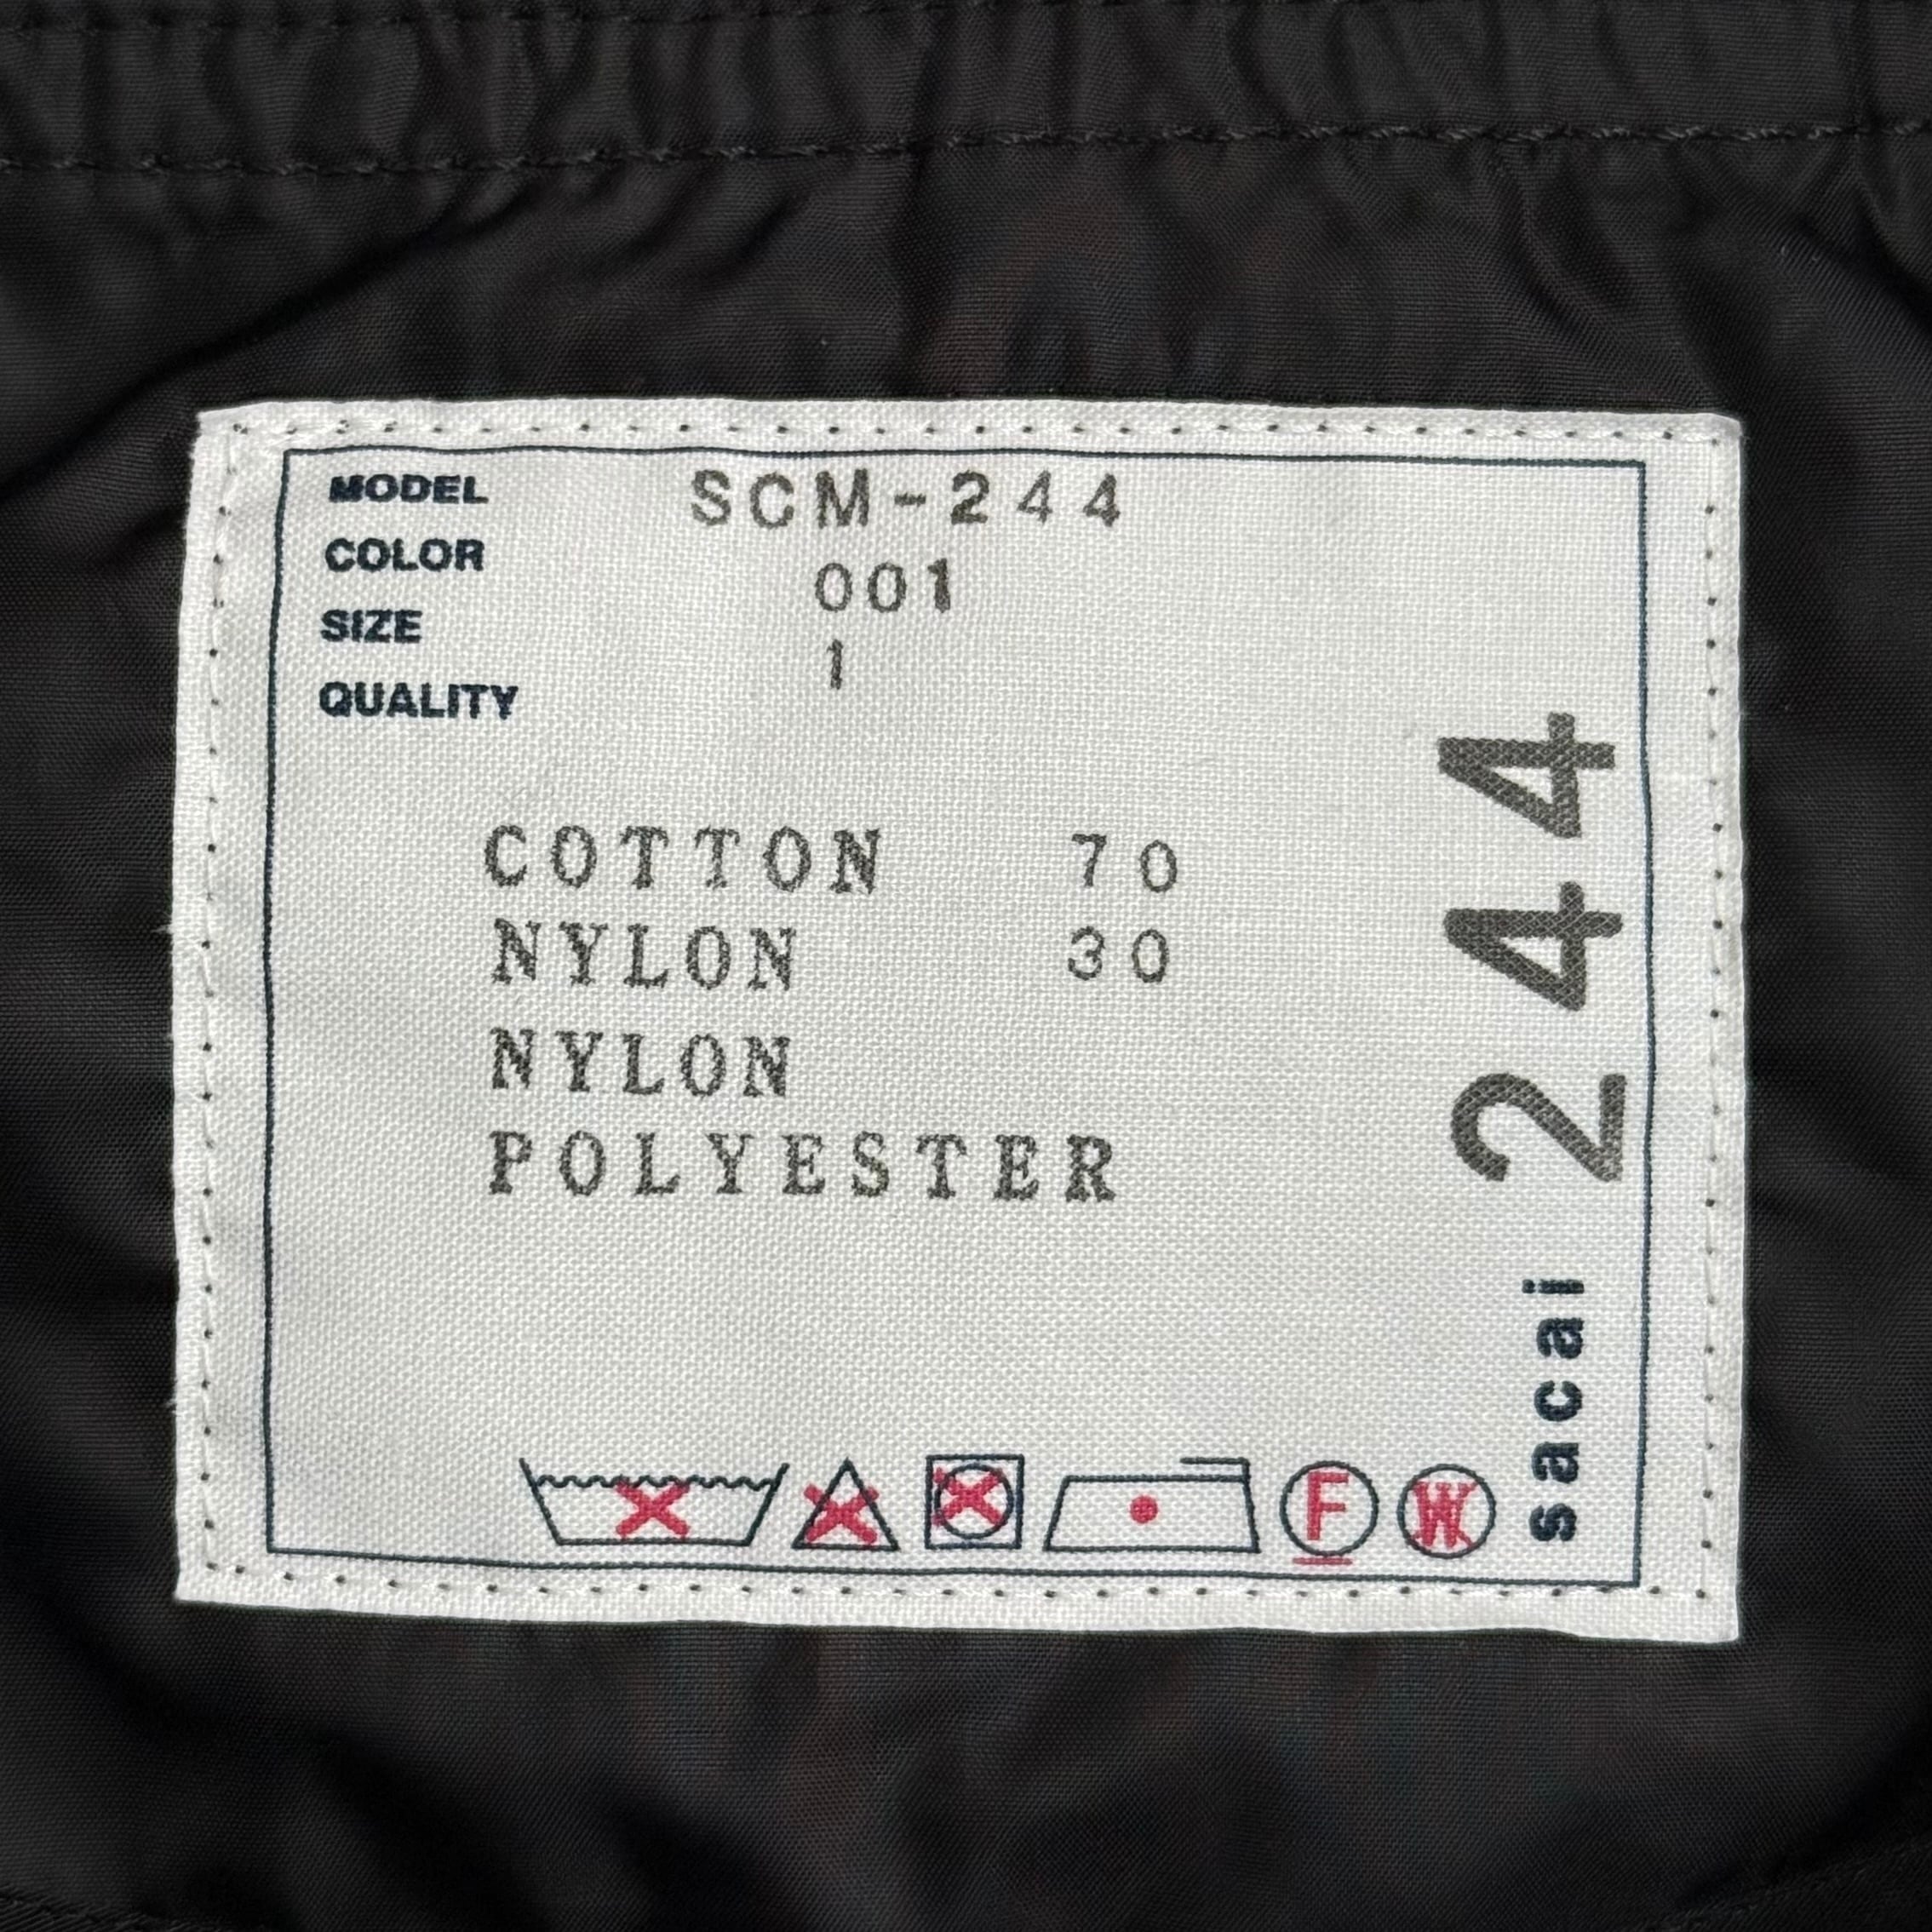 MODEL SCM-244
COLOR 001
SIZE 1
QUALITY
COTTON 70
NYLON 30
NYLON
POLYESTER
F W
sacai 244